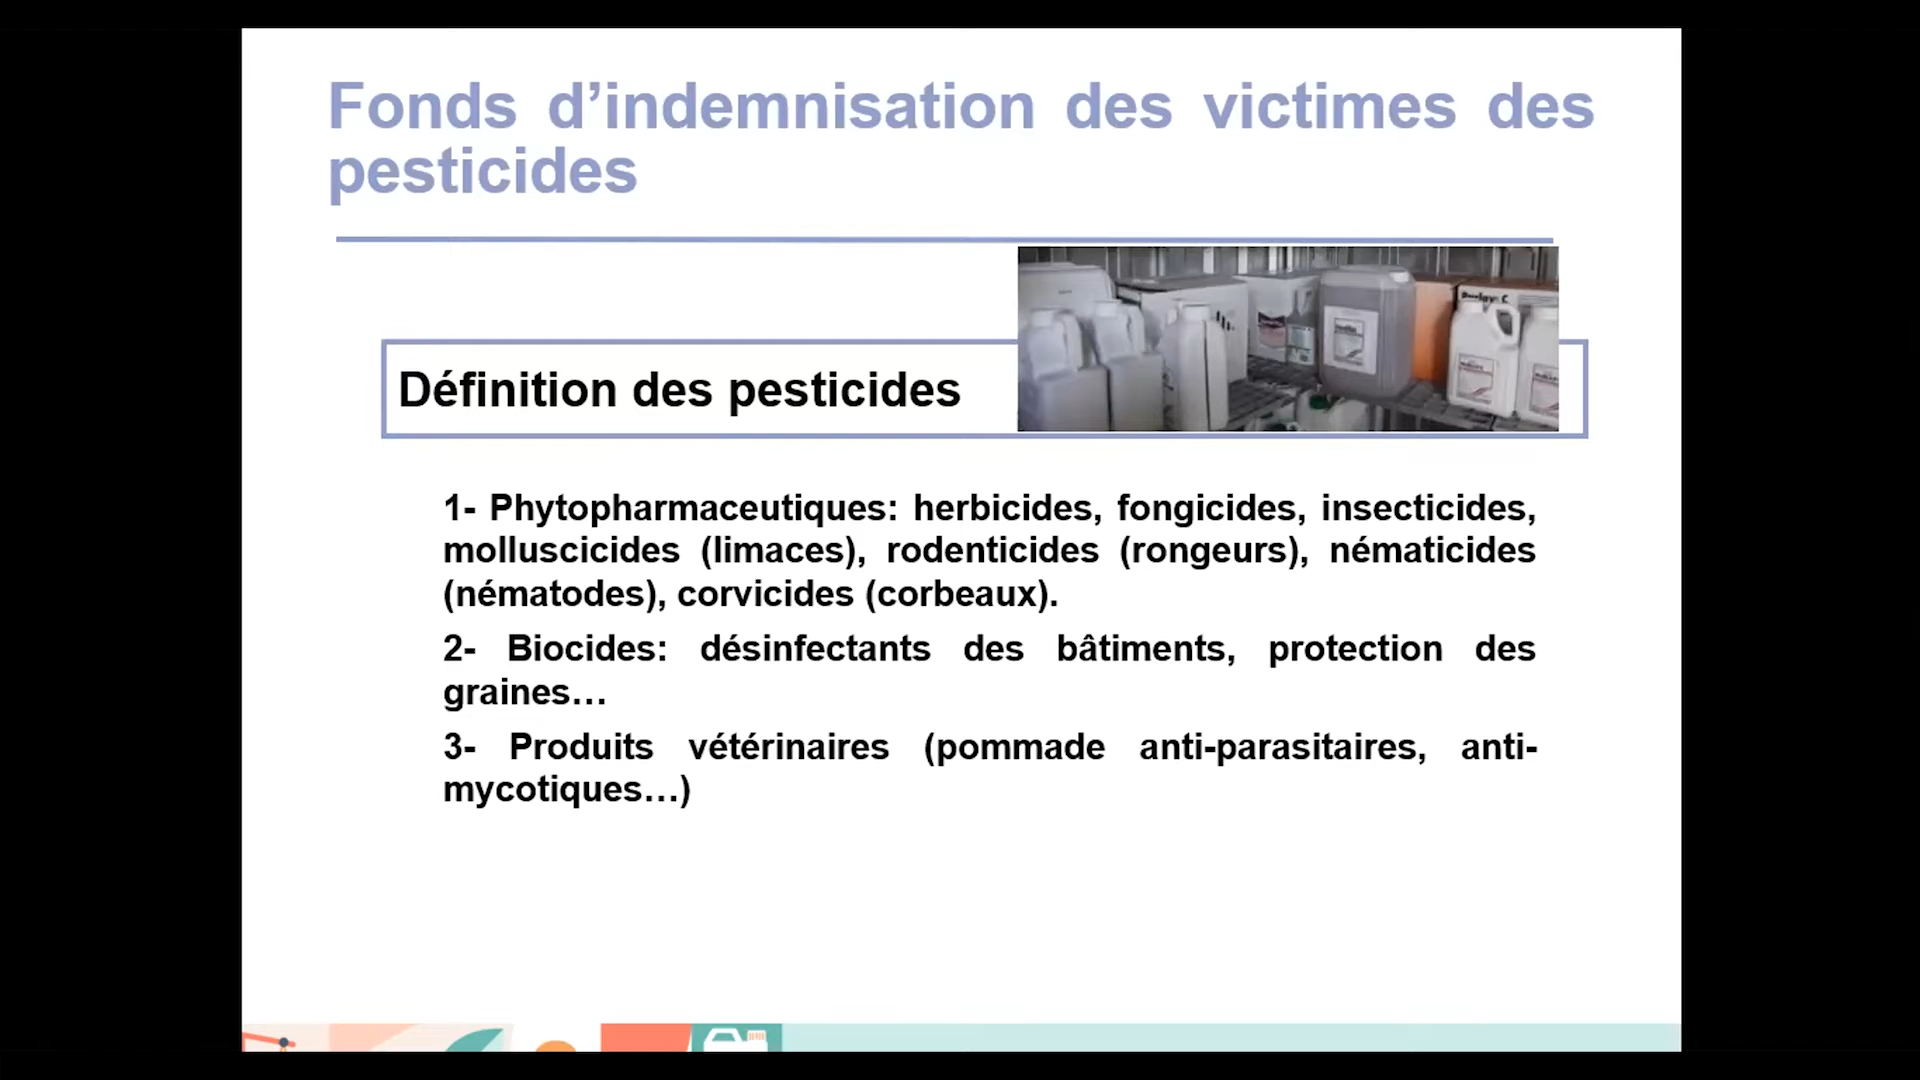 Fonds d’indemnisation des victimes des
pesticides
Définition des pesticides
1- Phytopharmaceutiques: herbicides, fongicides, insecticides,
molluscicides (limaces), rodenticides (rongeurs), nématicides
(nématodes), corvicides (corbeaux).
2- Biocides: désinfectants des bâtiments, protection des
graines…
3- Produits vétérinaires (pommade anti-parasitaires, anti-
mycotiques…)